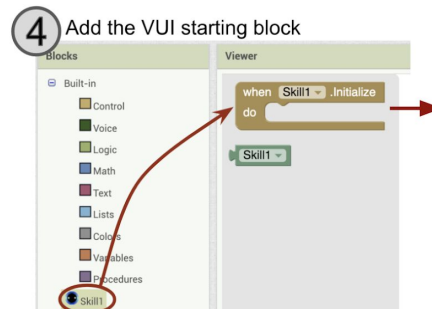 4 Add the VUI starting block
Blocks
Viewer
Built-in
Control
Voice
Logic
Math
Text
Lists
Colors
Variables
Procedures
Skill1
when Skill1 .Initialize
do
Skill1